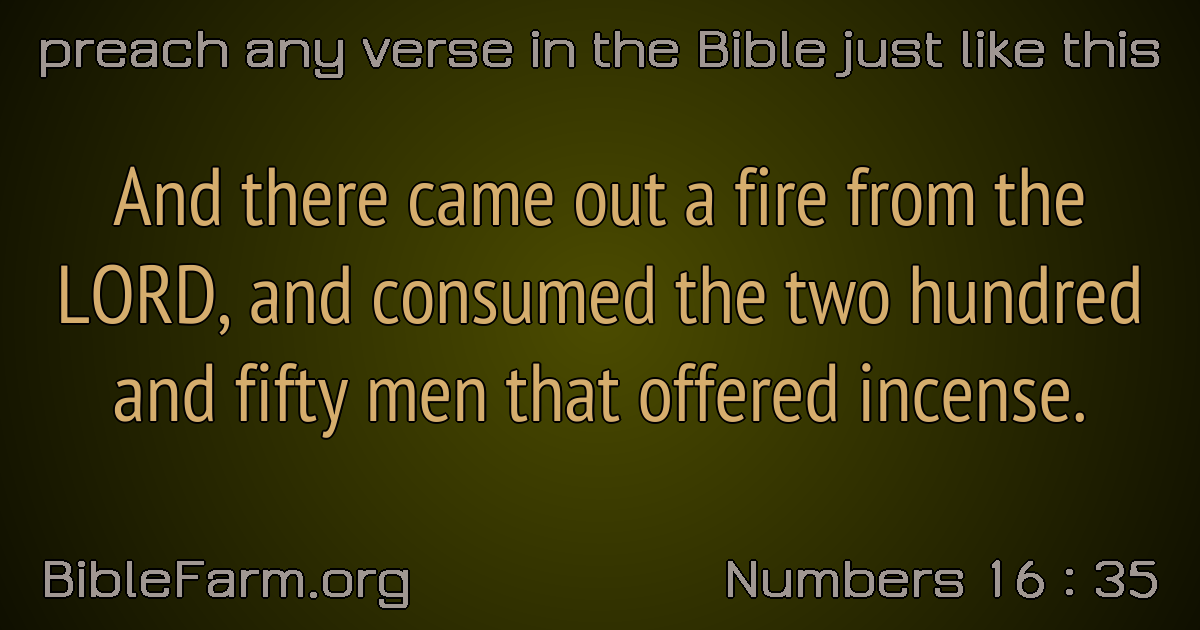 preach any verse in the Bible just like this
And there came out a fire from the
LORD, and consumed the two hundred
and fifty men that offered incense.
BibleFarm.org
Numbers 16 : 35